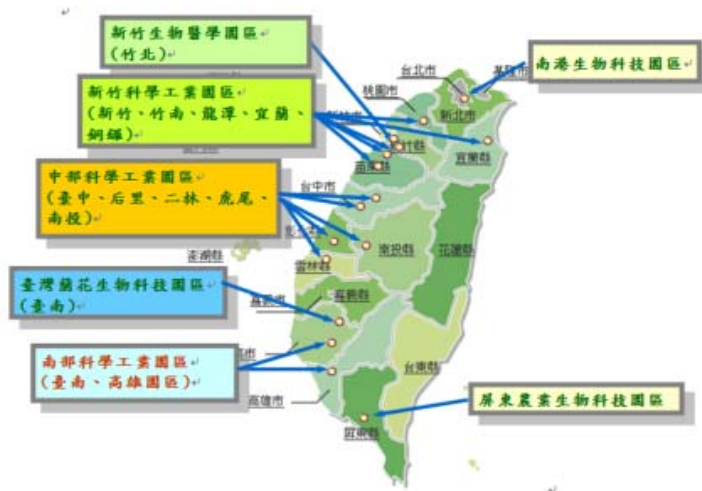 新竹生物醫學園區
(竹北)
南港生物科技園區
新竹科學工業園區
(新竹、竹南、龍潭、宜蘭、
銅鑼)
中部科學工業園區
(臺中、后里、二林、虎尾、
南投)
臺灣蘭花生物科技園區
(臺南)
南部科學工業園區
(臺南、高雄園區)
屏東農業生物科技園區
台北市
桃園市
新北市
宜蘭縣
苗栗縣
台中市
南投縣
花蓮縣
澎湖縣
雲林縣
嘉義縣
台東縣
高雄市
屏東縣